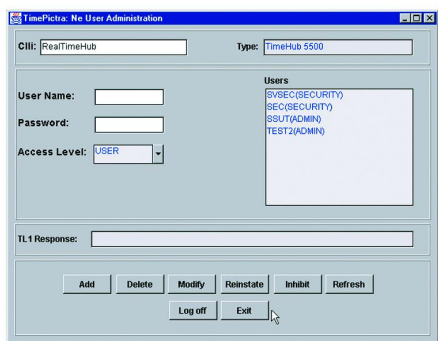 TimePictra: Ne User Administration
Clli: RealTimeHub Type: TimeHub 5500
Users
User Name:
Password:
Access Level: USER
SVSEC(SECURITY)
SEC(SECURITY)
SSUT(ADMIN)
TEST2(ADMIN)
TL1 Response:
Add Delete Modify Reinstate Inhibit Refresh
Log off Exit